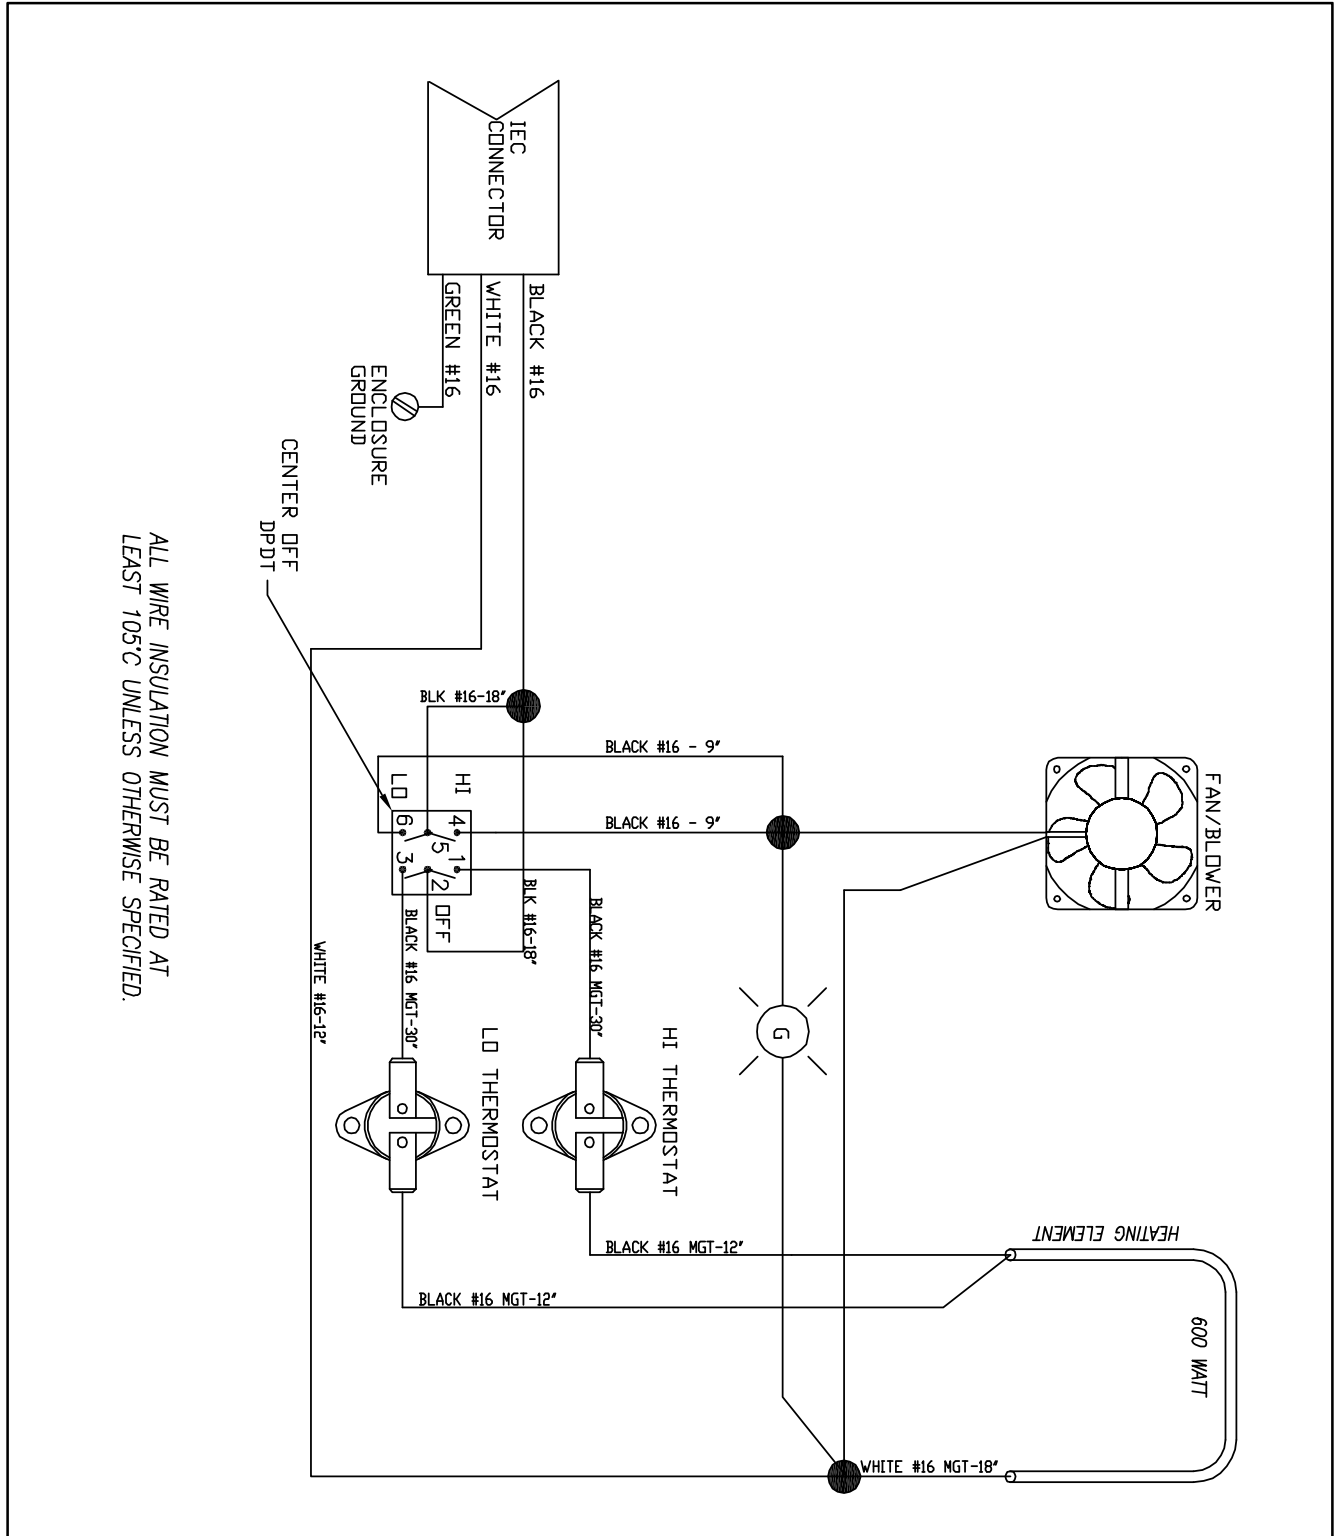 IEC
CONNECTOR
BLACK #16
WHITE #16
GREEN #16
ENCLOSURE
GROUND
CENTER OFF
DPDT
ALL WIRE INSULATION MUST BE RATED AT
LEAST 105°C UNLESS OTHERWISE SPECIFIED.
BLK #16-18"
BLACK #16 - 9"
BLACK #16 - 9"
HI
LO
4
5
6
1
2
3
OFF
BLK #16-18"
BLACK #16 MGT-30"
BLACK #16 MGT-30"
WHITE #16-12"
FAN/BLOWER
G
HI THERMOSTAT
LO THERMOSTAT
BLACK #16 MGT-12"
BLACK #16 MGT-12"
HEATING ELEMENT
600 WATT
WHITE #16 MGT-18"